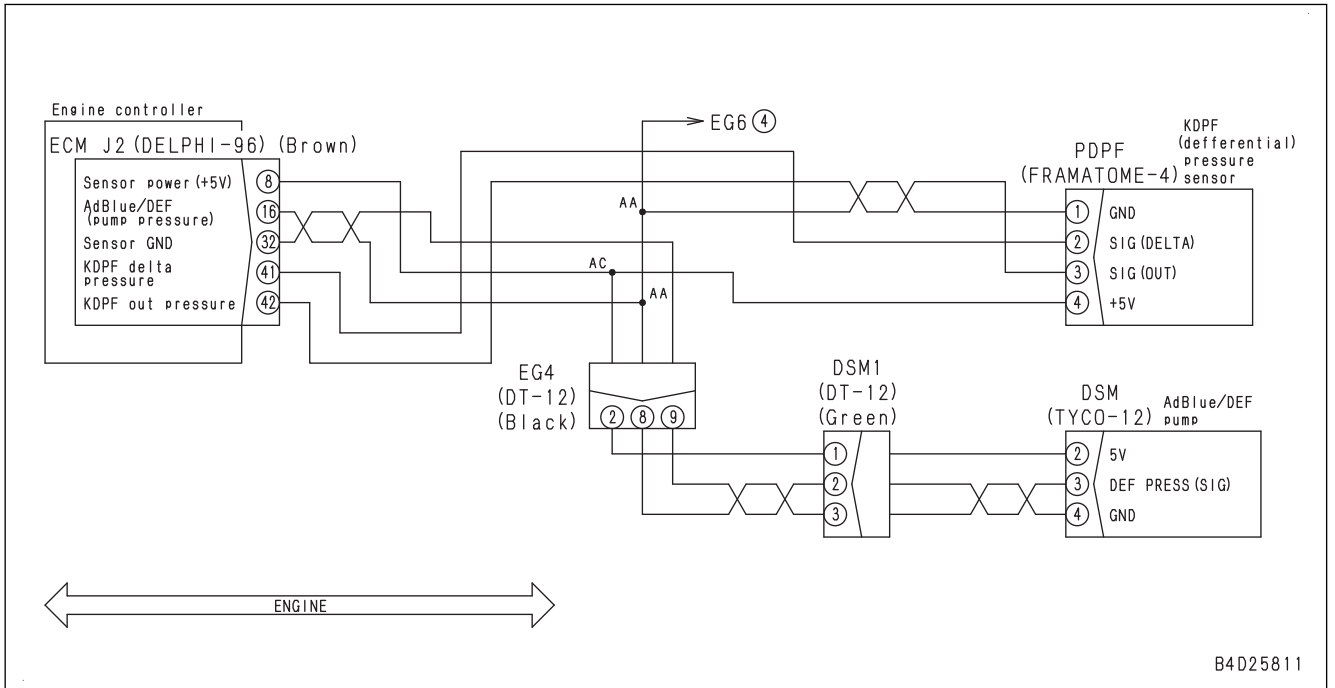 Engine controller
ECM J2 (DELPHI-96) (Brown)
Sensor power (+5V)
8
AdBlue/DEF
(pump pressure)
16
Sensor GND
32
KDPF delta
pressure
41
KDPF out pressure
42
EG6 4
AA
AC
AA
PDPF
(FRAMATOME-4)
KDPF
(defferential)
pressure
sensor
1 GND
2 SIG(DELTA)
3 SIG(OUT)
4 +5V
EG4
(DT-12)
(Black)
2 8 9
DSM1
(DT-12)
(Green)
1
2
3
DSM
(TYCO-12)
AdBlue/DEF
pump
2 5V
3 DEF PRESS(SIG)
4 GND
ENGINE
B4D25811